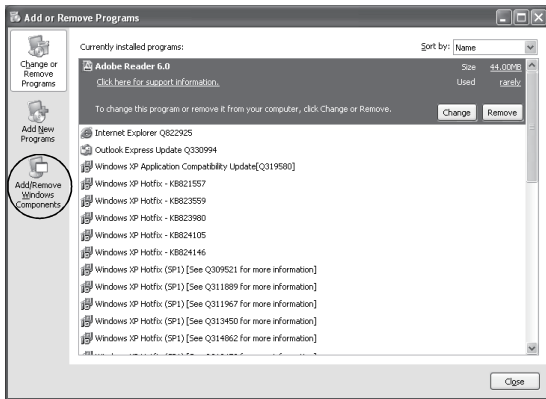 Add or Remove Programs
Change or
Remove
Programs
Add New
Programs
Add/Remove
Windows
Components
Currently installed programs:
Sort by: Name
Adobe Reader 6.0
Size 44.00MB
Click here for support information.
Used rarely
To change this program or remove it from your computer, click Change or Remove.
Change Remove
Internet Explorer Q822925
Outlook Express Update Q330994
Windows XP Application Compatibility Update[Q319580]
Windows XP Hotfix - KB821557
Windows XP Hotfix - KB823559
Windows XP Hotfix - KB823980
Windows XP Hotfix - KB824105
Windows XP Hotfix - KB824146
Windows XP Hotfix (SP1) [See Q309521 for more information]
Windows XP Hotfix (SP1) [See Q311889 for more information]
Windows XP Hotfix (SP1) [See Q311967 for more information]
Windows XP Hotfix (SP1) [See Q313450 for more information]
Windows XP Hotfix (SP1) [See Q314862 for more information]
Close